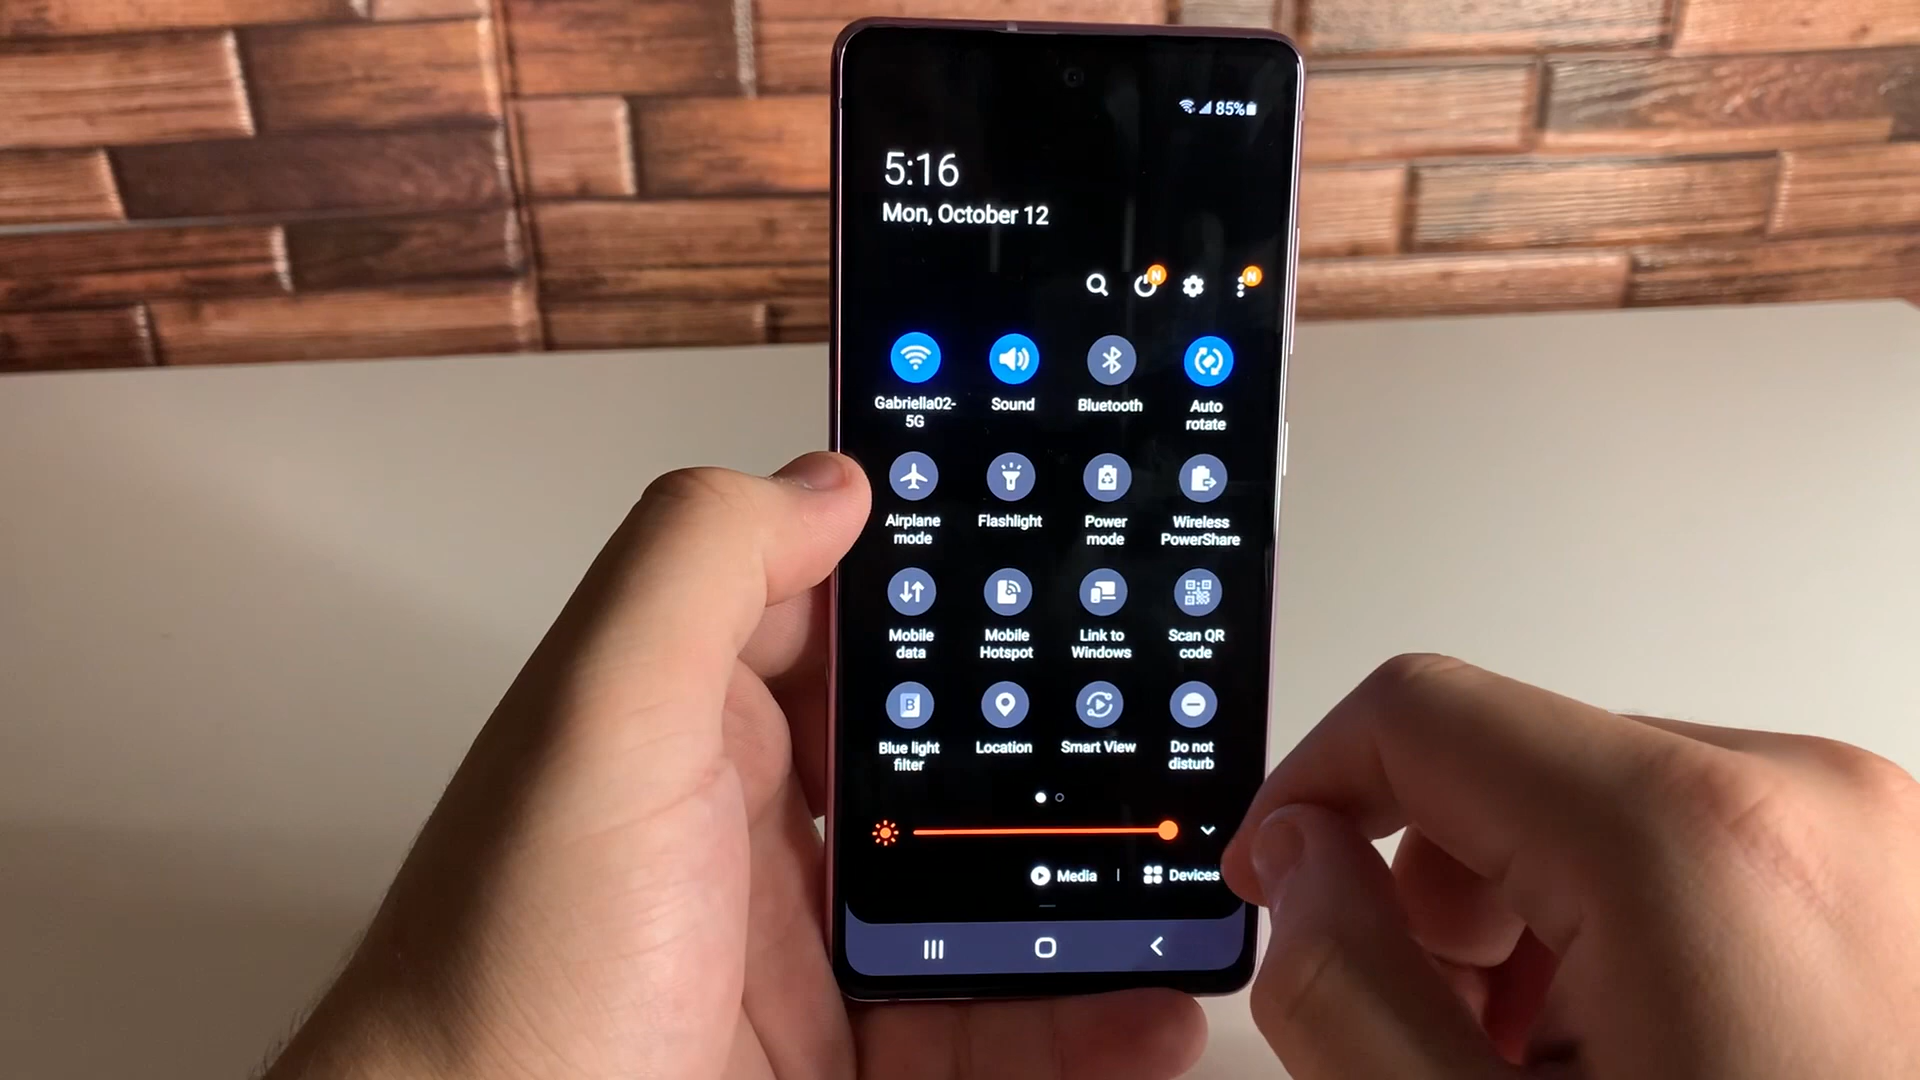 85%
5:16
Mon, October 12
N
N
Gabriella02-
5G
Sound
Bluetooth
Auto
rotate
Airplane
mode
Flashlight
Power
mode
Wireless
PowerShare
Mobile
data
Mobile
Hotspot
Link to
Windows
Scan QR
code
B
Blue light
filter
Location
Smart View
Do not
disturb
Media | Devices